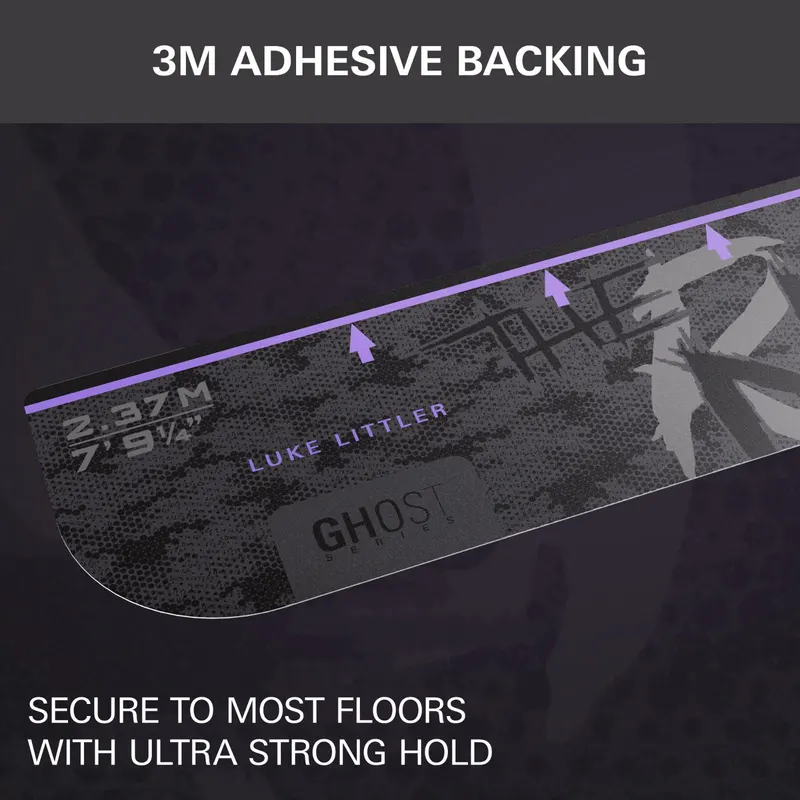 3M ADHESIVE BACKING
THE R
2.37M
7' 9¼"
LUKE LITTLER
GHOST
SERIES
SECURE TO MOST FLOORS
WITH ULTRA STRONG HOLD